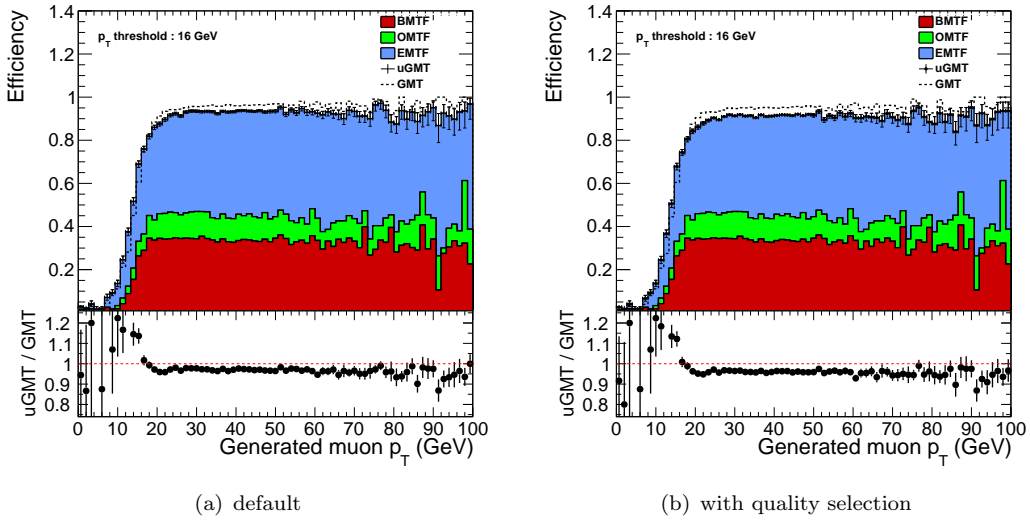 Efficiency
1.4
1.2
1
0.8
0.6
0.4
0.2
p_T threshold : 16 GeV
BMTF
OMTF
EMTF
uGMT
GMT
uGMT / GMT
1.2
1.1
1
0.9
0.8
0 10 20 30 40 50 60 70 80 90 100
Generated muon p_T (GeV)
(a) default
Efficiency
1.4
1.2
1
0.8
0.6
0.4
0.2
p_T threshold : 16 GeV
BMTF
OMTF
EMTF
uGMT
GMT
uGMT / GMT
1.2
1.1
1
0.9
0.8
0 10 20 30 40 50 60 70 80 90 100
Generated muon p_T (GeV)
(b) with quality selection